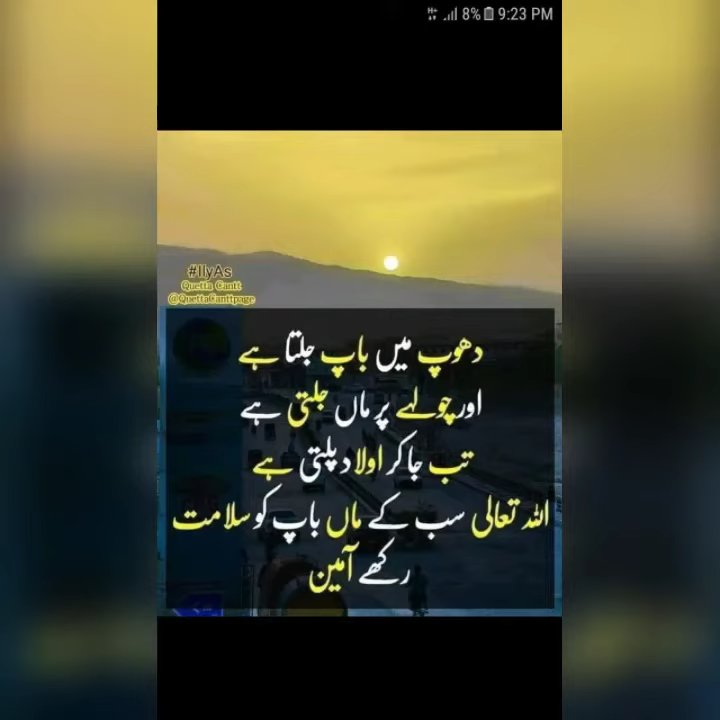 8% 9:23 PM
#IlyAs
Quetta Cantt
@QuettaCanttpage
دھوپ میں باپ جلتا ہے
اور چولہے پر ماں جلتی ہے
تب جا کر اولاد پلتی ہے
اللہ تعالی سب کے ماں باپ کو سلامت
رکھے آمین